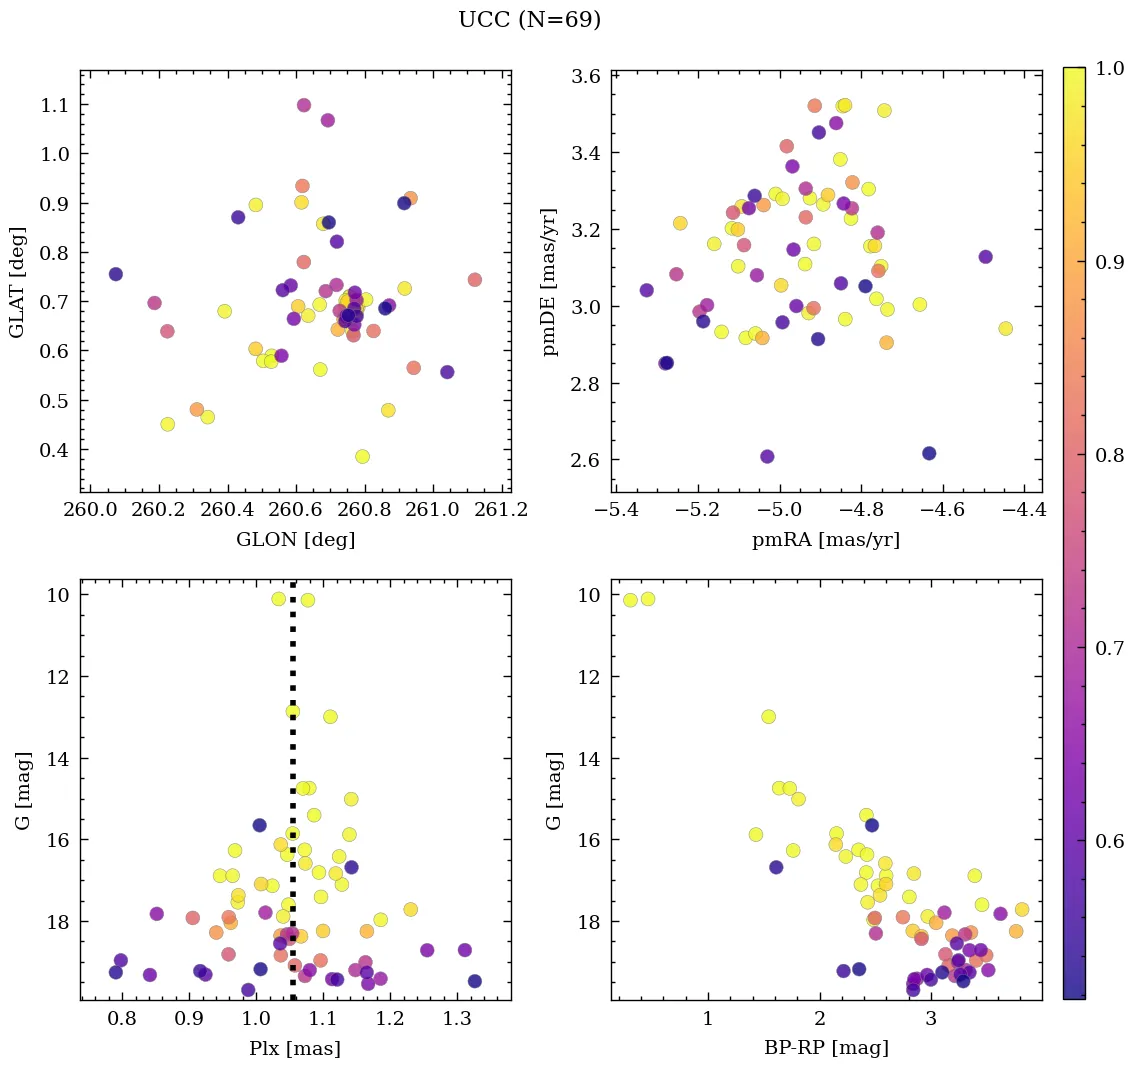 UCC (N=69)
1.1
1.0
0.9
0.8
0.7
0.6
0.5
0.4
GLAT [deg]
260.0 260.2 260.4 260.6 260.8 261.0 261.2
GLON [deg]
3.6
3.4
3.2
3.0
2.8
2.6
pmDE [mas/yr]
−5.4 −5.2 −5.0 −4.8 −4.6 −4.4
pmRA [mas/yr]
10
12
14
16
18
G [mag]
0.8 0.9 1.0 1.1 1.2 1.3
Plx [mas]
10
12
14
16
18
G [mag]
1 2 3
BP-RP [mag]
1.0
0.9
0.8
0.7
0.6